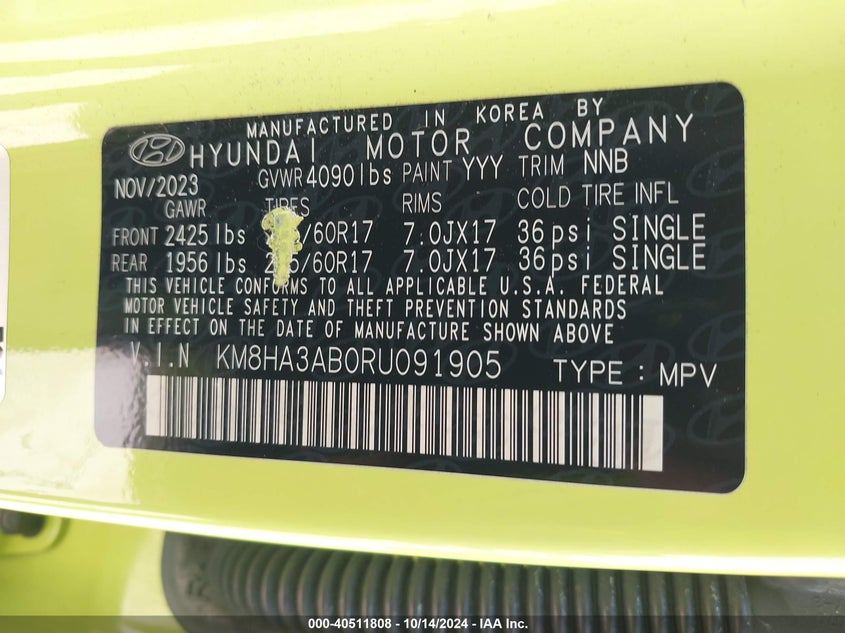 MANUFACTURED IN KOREA BY
HYUNDAI MOTOR COMPANY
NOV/2023 GVWR 4090 lbs PAINT YYY TRIM NNB
GAWR TIRES RIMS COLD TIRE INFL
FRONT 2425 lbs /60R17 7.0JX17 36psi SINGLE
REAR 1956 lbs /60R17 7.0JX17 36psi SINGLE
THIS VEHICLE CONFORMS TO ALL APPLICABLE U.S.A. FEDERAL
MOTOR VEHICLE SAFETY AND THEFT PREVENTION STANDARDS
IN EFFECT ON THE DATE OF MANUFACTURE SHOWN ABOVE
V.I.N KM8HA3AB0RU091905 TYPE : MPV
000-40511808 - 10/14/2024 - IAA Inc.